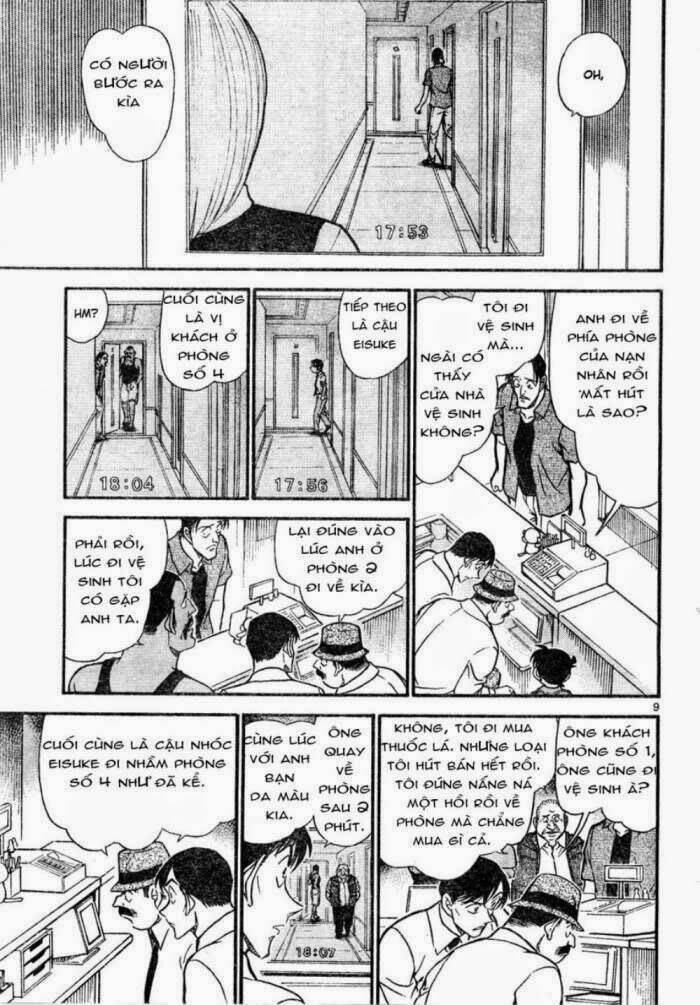 OH,
CÓ NGƯỜI
BƯỚC RA
KÌA
17:53
ANH ĐI VỀ
PHÍA PHÒNG
CỦA NẠN
NHÂN RỒI
MẤT HÚT
LÀ SAO?
TÔI ĐI
VỆ SINH
MÀ...
NGÀI CÓ
THẤY
CỬA NHÀ
VỆ SINH
KHÔNG?
TIẾP THEO
LÀ CẬU
EISUKE
17:56
CUỐI CÙNG
LÀ VỊ
KHÁCH Ở
PHÒNG
SỐ 4
HM?
18:04
LẠI ĐÚNG VÀO
LÚC ANH Ở
PHÒNG 2
ĐI VỀ KÌA.
PHẢI RỒI,
LÚC ĐI VỆ
SINH TÔI
CÓ GẶP
ANH TA.
9
ÔNG KHÁCH
PHÒNG SỐ 1,
ÔNG CŨNG ĐI
VỆ SINH À?
KHÔNG, TÔI ĐI MUA
THUỐC LÁ. NHƯNG LOẠI
TÔI HÚT BÁN HẾT RỒI.
TÔI ĐỨNG NẤNG NÁ
MỘT HỒI RỒI VỀ
PHÒNG MÀ CHẲNG
MUA GÌ CẢ.
ÔNG
QUAY
VỀ
PHÒNG
SAU 2
PHÚT.
CÙNG LÚC
VỚI ANH
BẠN
DA MÀU
KIA.
18:07
CUỐI CÙNG LÀ CẬU NHÓC
EISUKE ĐI NHẦM PHÒNG
SỐ 4 NHƯ ĐÃ KỂ.